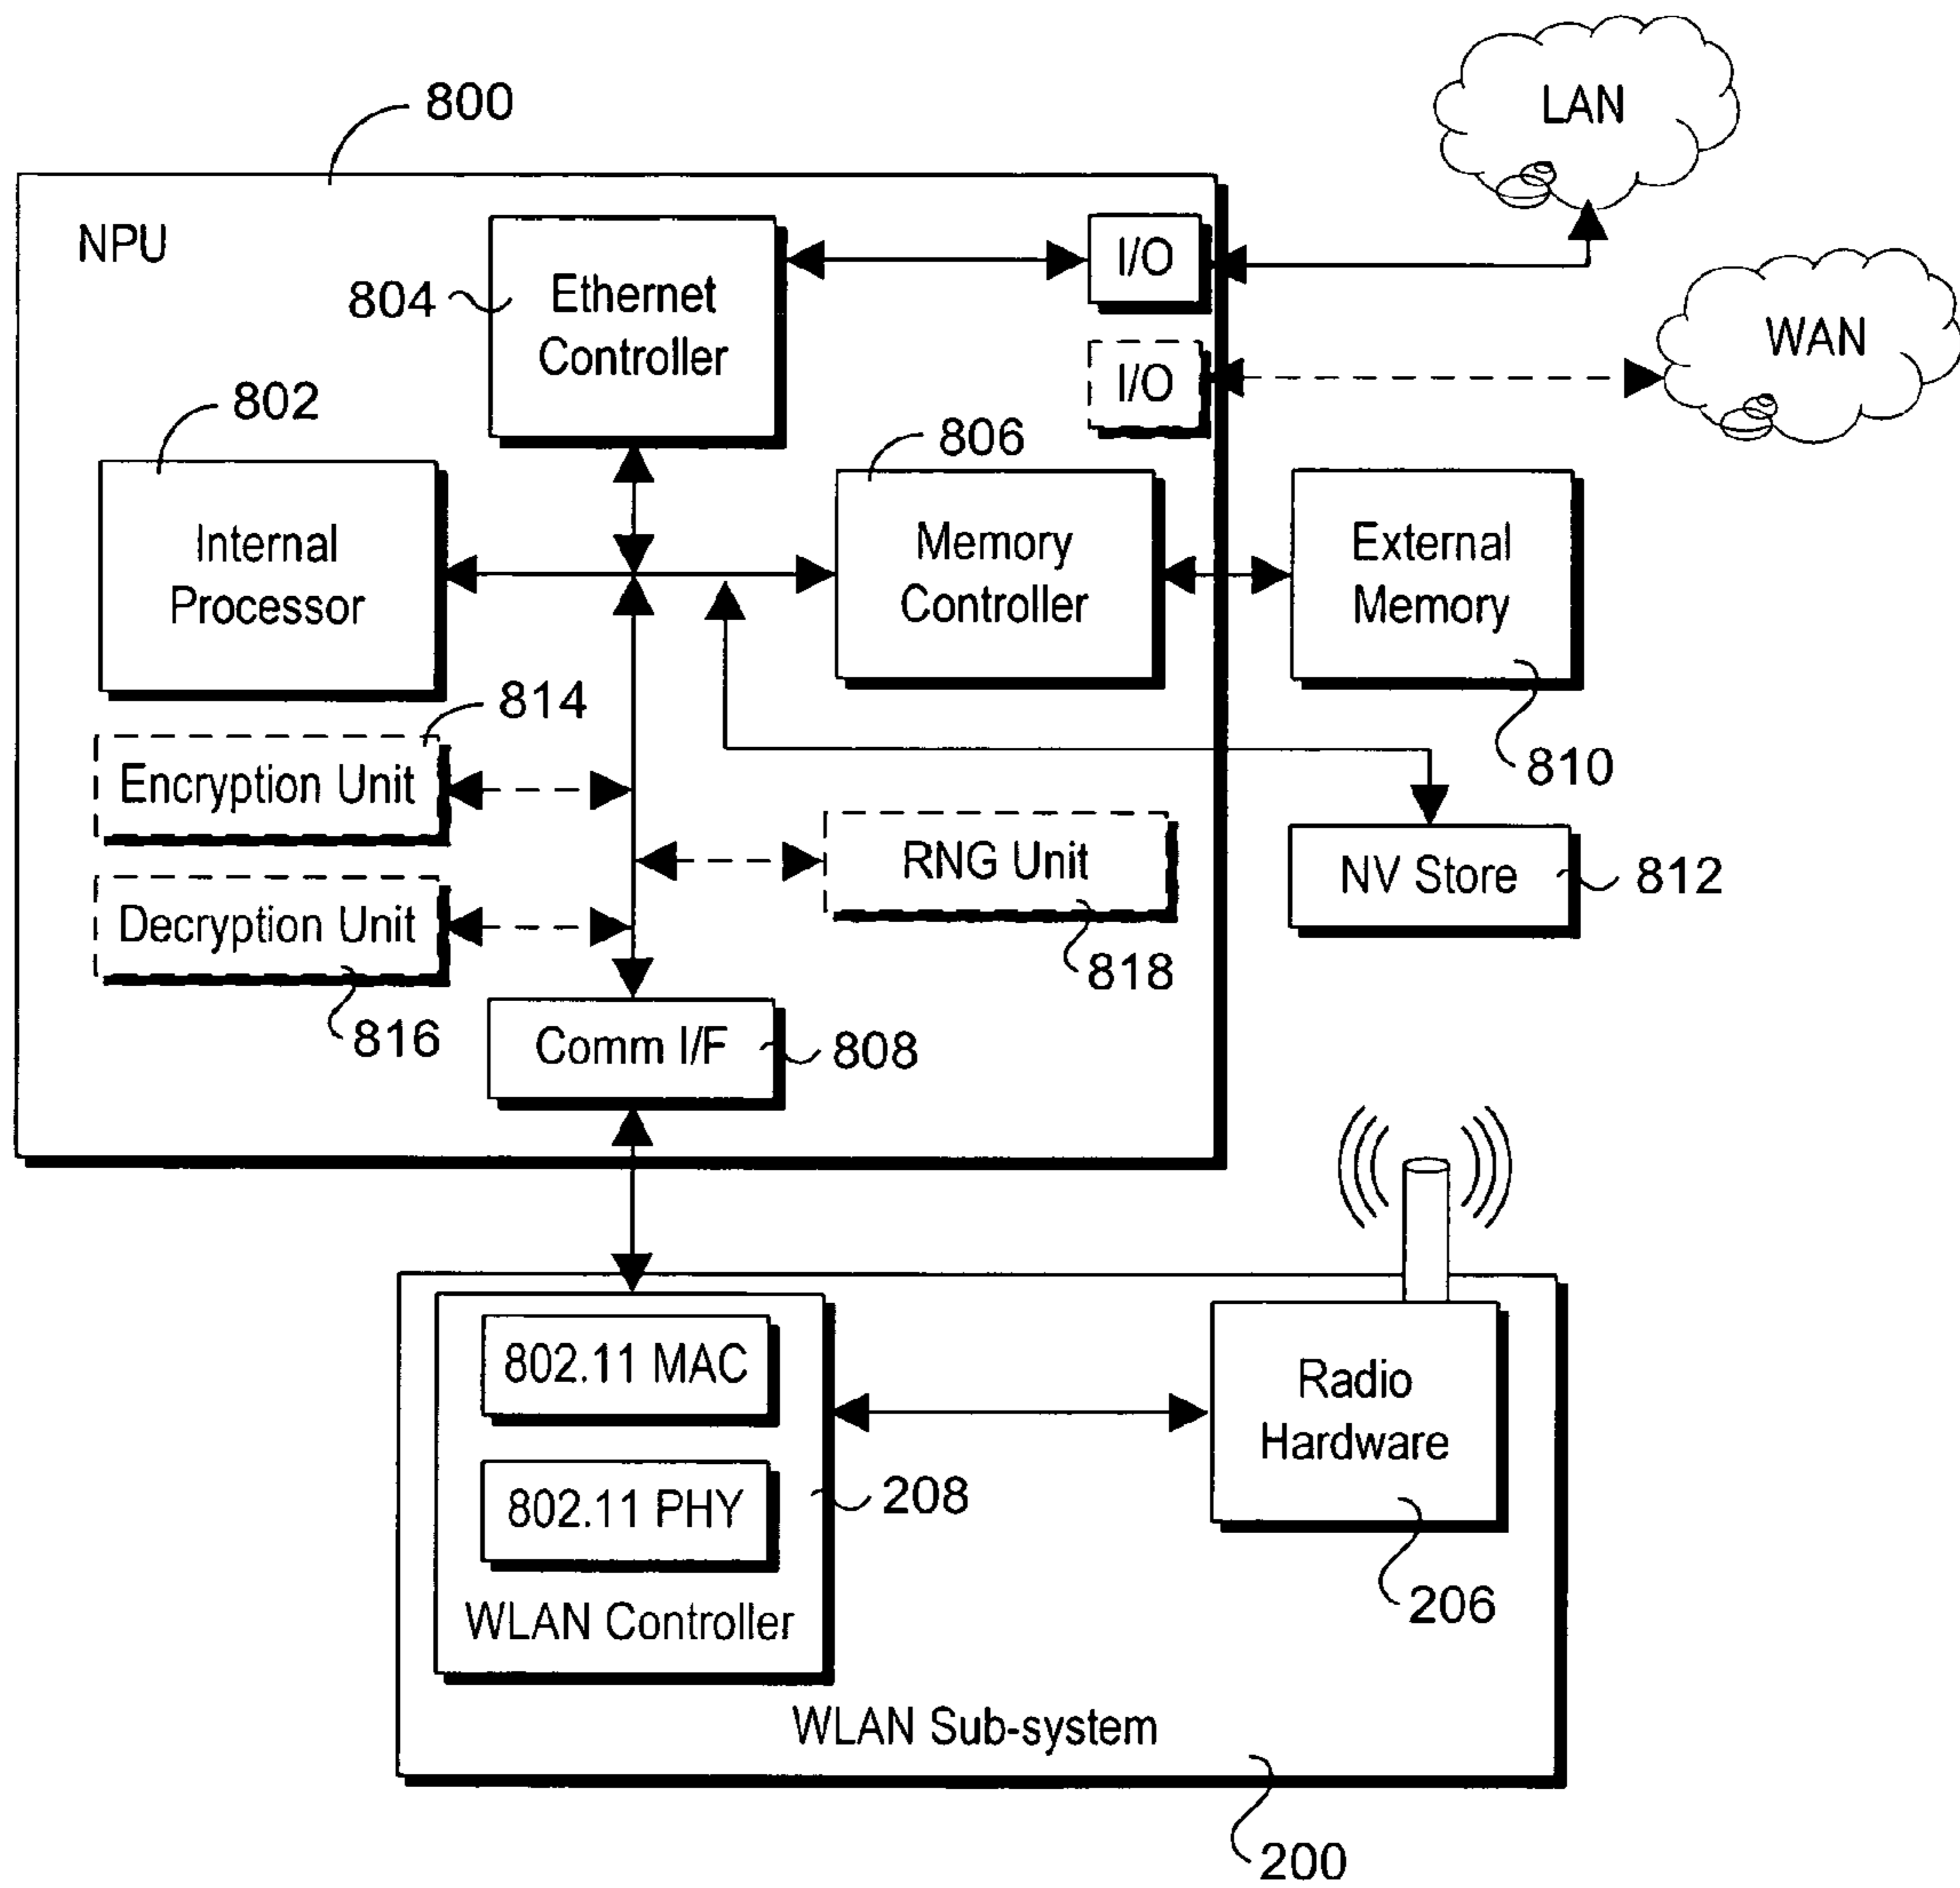 800
LAN
NPU
I/O
804
Ethernet
Controller
WAN
I/O
802
806
Internal
Processor
Memory
Controller
External
Memory
814
810
Encryption Unit
RNG Unit
NV Store
812
Decryption Unit
818
816
Comm I/F
808
802.11 MAC
Radio
Hardware
208
802.11 PHY
206
WLAN Controller
WLAN Sub-system
200